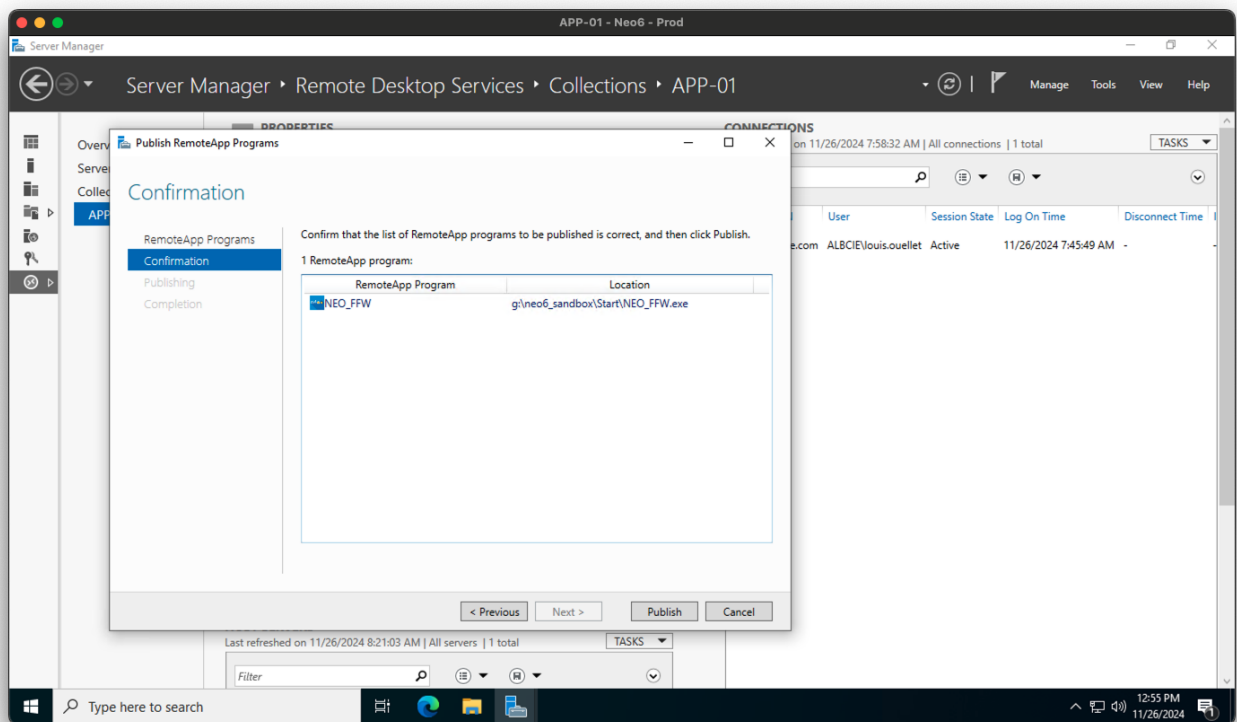 APP-01 - Neo6 - Prod
Server Manager
Server Manager ‣ Remote Desktop Services ‣ Collections ‣ APP-01
Manage Tools View Help
PROPERTIES
CONNECTIONS
on 11/26/2024 7:58:32 AM | All connections | 1 total
TASKS
Overv
Server
Collec
APP
User Session State Log On Time Disconnect Time
e.com ALBCIE\louis.ouellet Active 11/26/2024 7:45:49 AM - -
Publish RemoteApp Programs
Confirmation
RemoteApp Programs
Confirmation
Publishing
Completion
Confirm that the list of RemoteApp programs to be published is correct, and then click Publish.
1 RemoteApp program:
RemoteApp Program Location
NEO_FFW g:\neo6_sandbox\Start\NEO_FFW.exe
< Previous Next > Publish Cancel
Last refreshed on 11/26/2024 8:21:03 AM | All servers | 1 total
TASKS
Filter
Type here to search
12:55 PM
11/26/2024
1